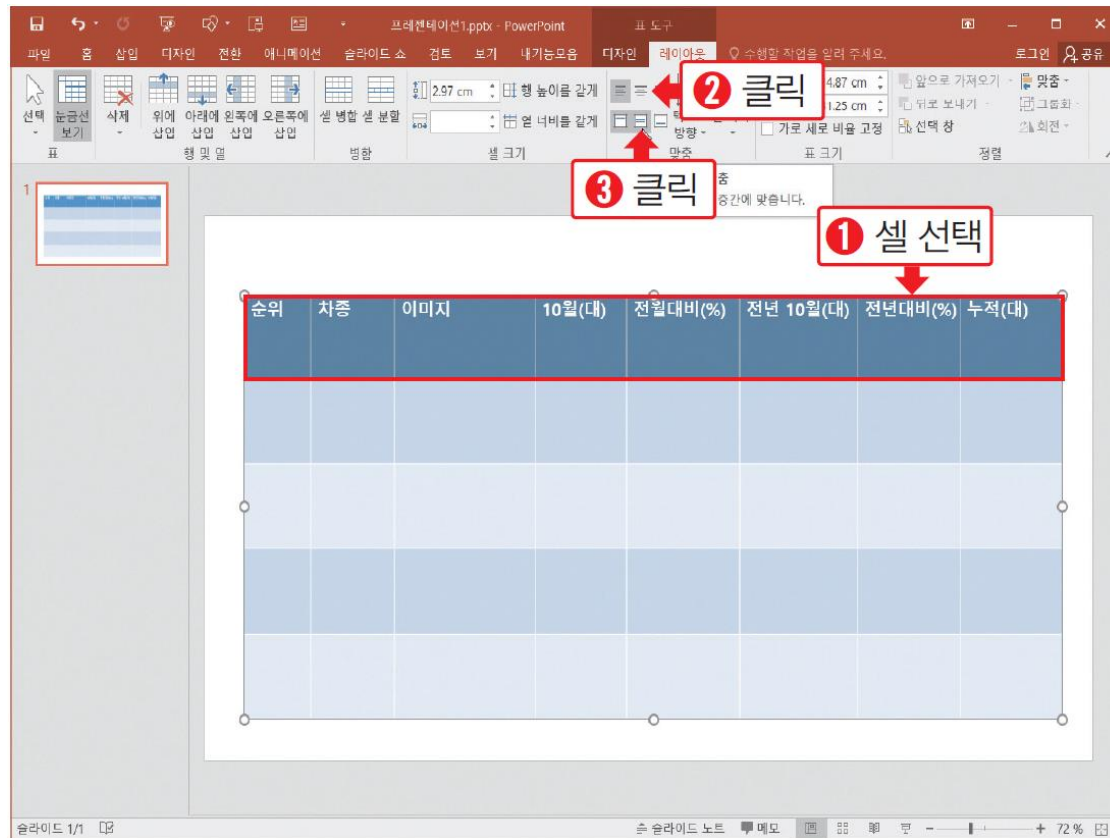 프레젠테이션1.pptx - PowerPoint
표 도구
파일 홈 삽입 디자인 전환 애니메이션 슬라이드 쇼 검토 보기 내기능모음 디자인 레이아웃 수행할 작업을 알려 주세요. 로그인 공유
선택
눈금선 보기
삭제
위에 삽입
아래에 삽입
왼쪽에 삽입
오른쪽에 삽입
셀 병합
셀 분할
2.97 cm
행 높이를 같게
열 너비를 같게
방향
4.87 cm
1.25 cm
가로 세로 비율 고정
앞으로 가져오기
뒤로 보내기
선택 창
맞춤
그룹화
회전
표
행 및 열
병합
셀 크기
맞춤
표 크기
정렬
❷ 클릭
❸ 클릭
춤
중간에 맞춥니다.
❶ 셀 선택
1
순위 차종 이미지 10월(대) 전월대비(%) 전년 10월(대) 전년대비(%) 누적(대)
슬라이드 1/1
슬라이드 노트 메모 72 %